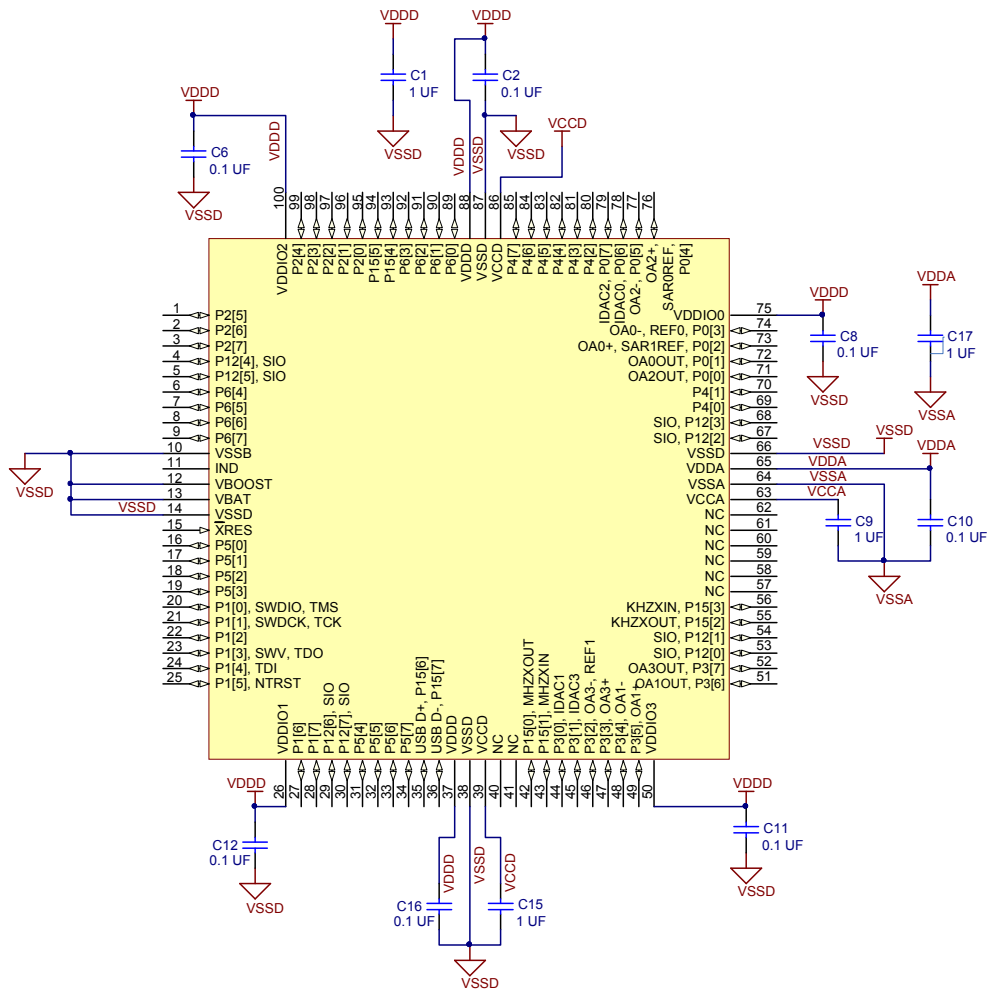 VDDD
VDDD
C1
1 UF
C2
0.1 UF
VDDD
VCCD
C6
0.1 UF
VDDD
VDDD
VSSD
VSSD
VSSD
VSSD
100
99
98
97
96
95
94
93
92
91
90
89
88
87
86
85
84
83
82
81
80
79
78
77
76
VDDIO2
P2[4]
P2[3]
P2[2]
P2[1]
P2[0]
P15[5]
P15[4]
P6[3]
P6[2]
P6[1]
P6[0]
VDDD
VSSD
VCCD
P4[7]
P4[6]
P4[5]
P4[4]
P4[3]
P4[2]
IDAC2, P0[7]
IDAC0, P0[6]
OA2-, P0[5]
OA2+,
SAR0REF,
P0[4]
1 P2[5]
2 P2[6]
3 P2[7]
4 P12[4], SIO
5 P12[5], SIO
6 P6[4]
7 P6[5]
8 P6[6]
9 P6[7]
10 VSSB
11 IND
12 VBOOST
13 VBAT
VSSD 14 VSSD
15 XRES
16 P5[0]
17 P5[1]
18 P5[2]
19 P5[3]
20 P1[0], SWDIO, TMS
21 P1[1], SWDCK, TCK
22 P1[2]
23 P1[3], SWV, TDO
24 P1[4], TDI
25 P1[5], NTRST
VSSD
VDDIO0 75
OA0-, REF0, P0[3] 74
OA0+, SAR1REF, P0[2] 73
OA0OUT, P0[1] 72
OA2OUT, P0[0] 71
P4[1] 70
P4[0] 69
SIO, P12[3] 68
SIO, P12[2] 67
VSSD 66 VSSD
VDDA 65 VDDA
VSSA 64 VSSA
VCCA 63 VCCA
NC 62
NC 61
NC 60
NC 59
NC 58
NC 57
KHZXIN, P15[3] 56
KHZXOUT, P15[2] 55
SIO, P12[1] 54
SIO, P12[0] 53
OA3OUT, P3[7] 52
OA1OUT, P3[6] 51
VDDD
C8
0.1 UF
VSSD
VDDA
C17
1 UF
VSSA
VSSD
VDDA
C9
1 UF
C10
0.1 UF
VSSA
VDDIO1
P1[6]
P1[7]
P12[6], SIO
P12[7], SIO
P5[4]
P5[5]
P5[6]
P5[7]
USB D+, P15[6]
USB D-, P15[7]
VDDD
VSSD
VCCD
NC
NC
P15[0], MHZXOUT
P15[1], MHZXIN
P3[0], IDAC1
P3[1], IDAC3
P3[2], OA3-, REF1
P3[3], OA3+
P3[4], OA1-
P3[5], OA1+
VDDIO3
26
27
28
29
30
31
32
33
34
35
36
37
38
39
40
41
42
43
44
45
46
47
48
49
50
VDDD
C12
0.1 UF
VSSD
VDDD
VSSD
VCCD
C16
0.1 UF
C15
1 UF
VSSD
VDDD
C11
0.1 UF
VSSD